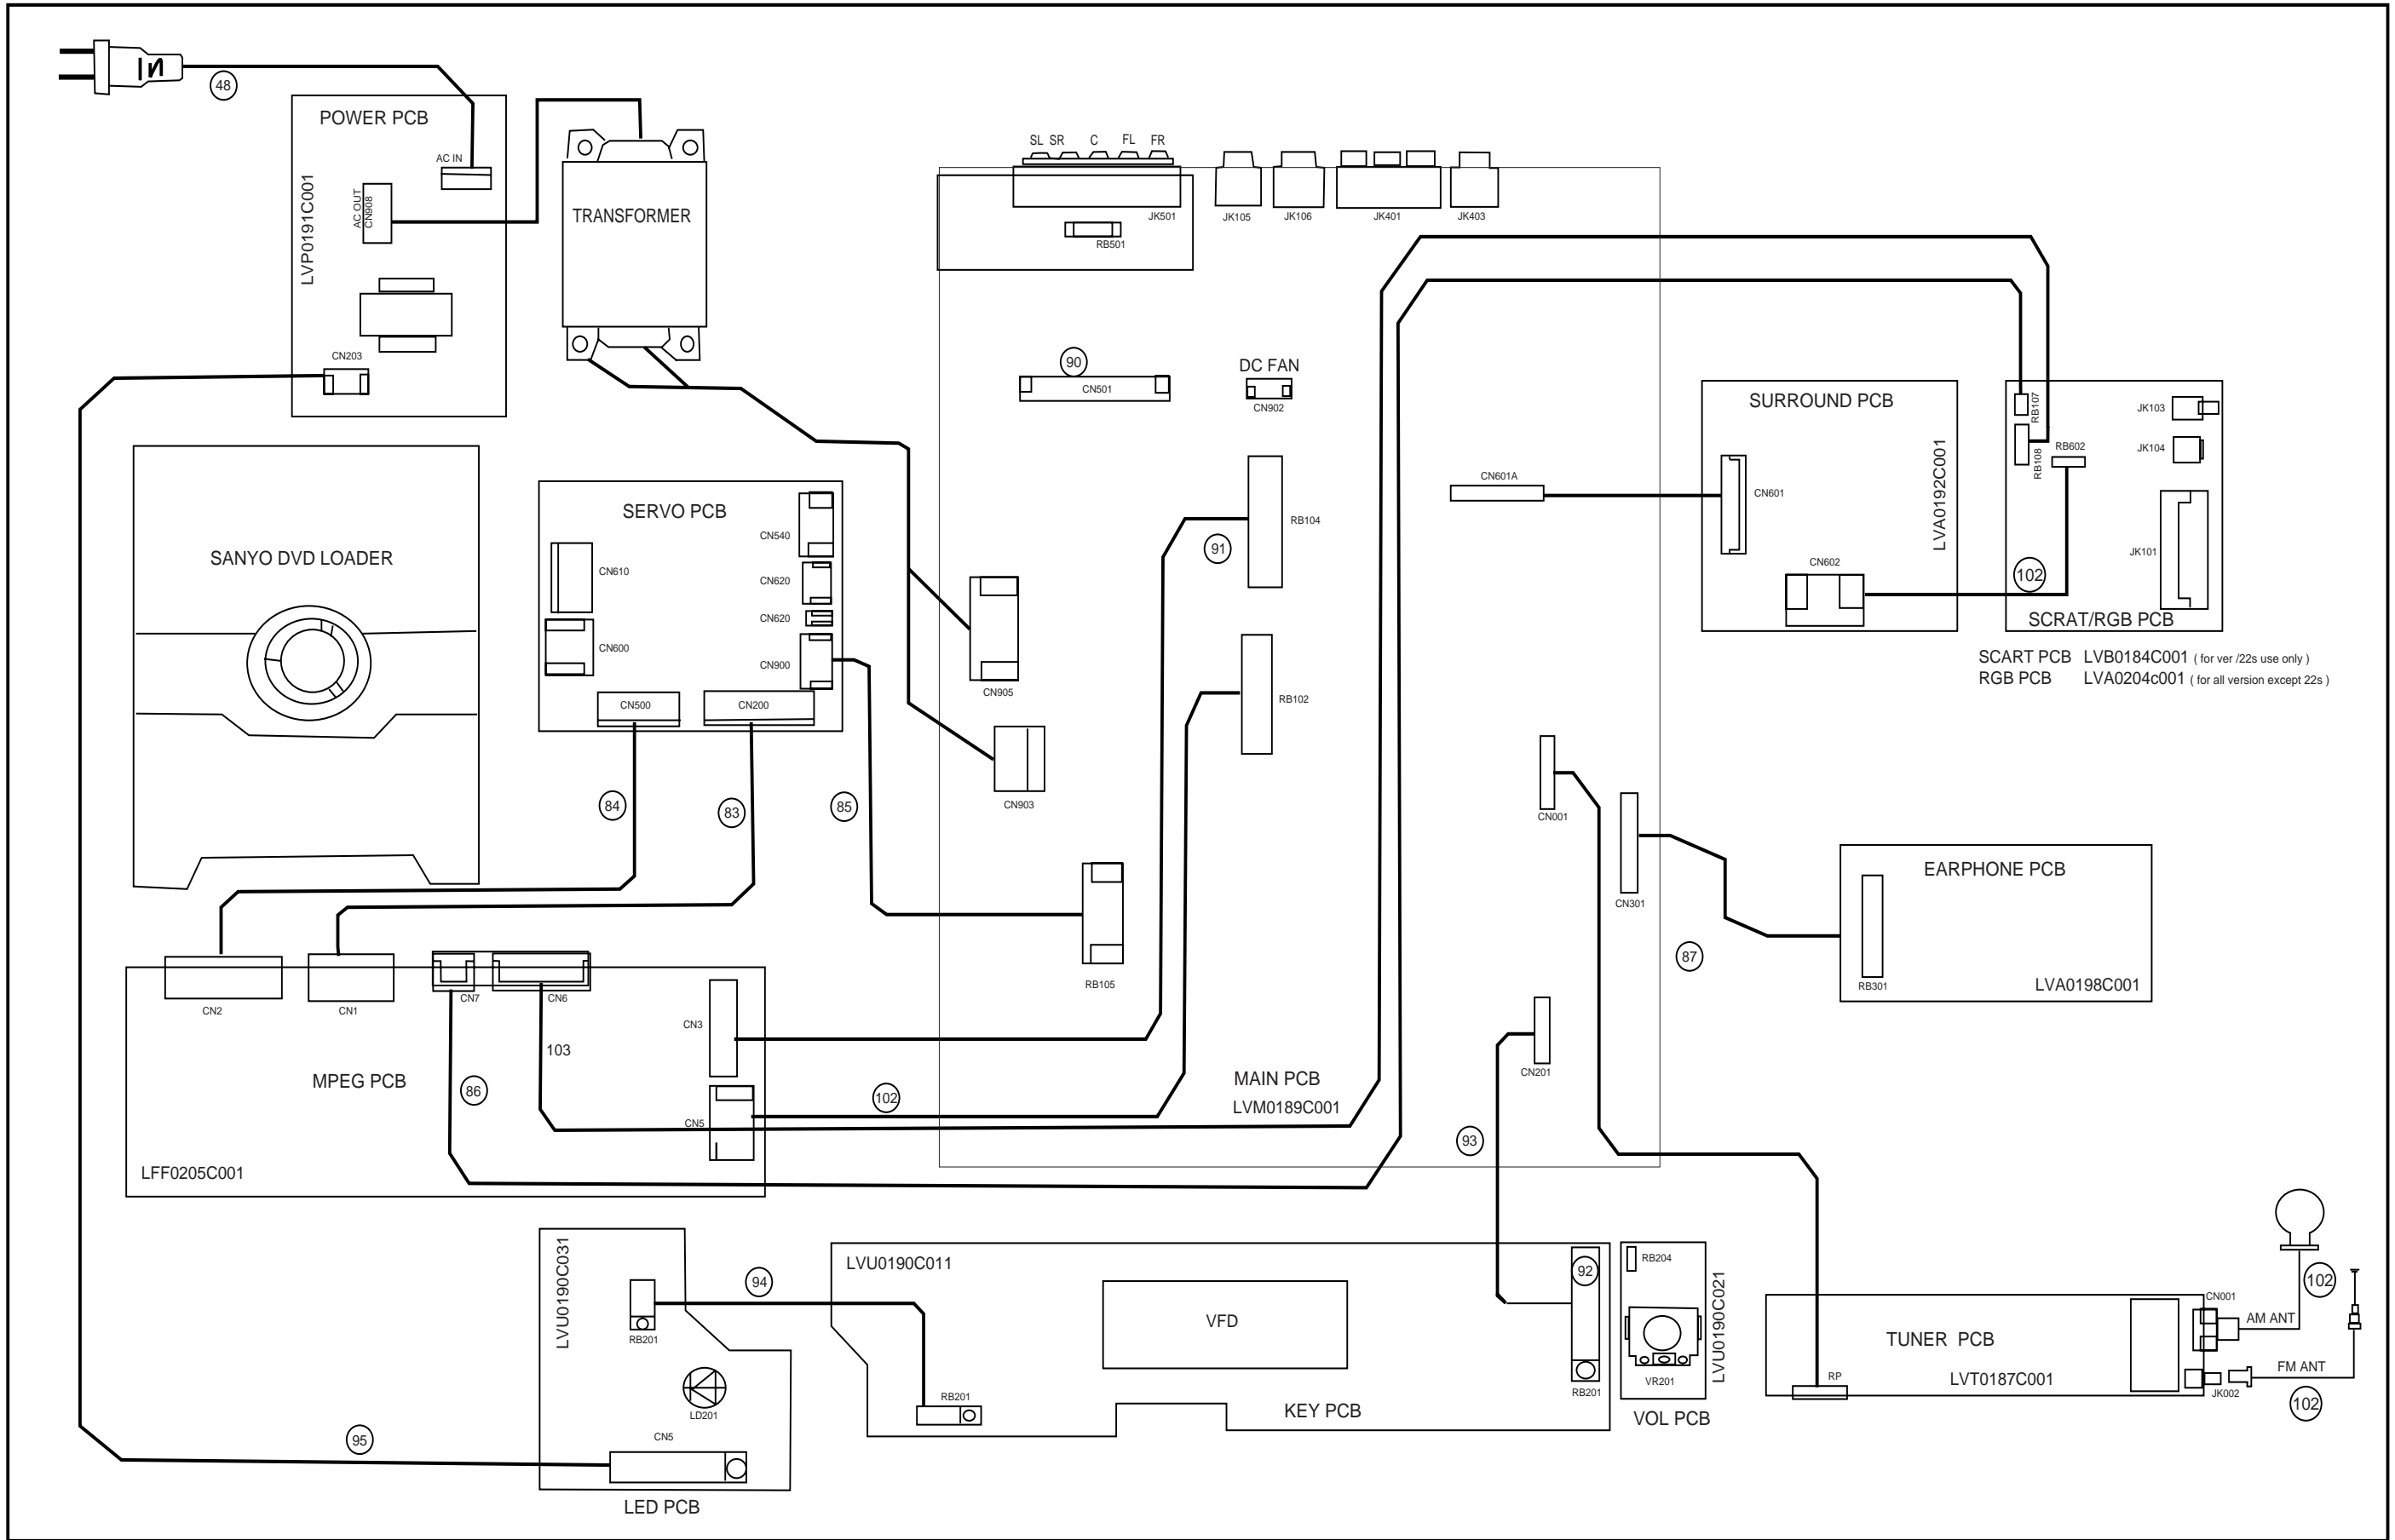 48
POWER PCB
AC IN
AC OUT
CN908
LVP0191C001
CN203
TRANSFORMER
SL SR C FL FR
JK501
JK105
JK106
JK401
JK403
RB501
90
CN501
DC FAN
CN902
SURROUND PCB
LVA0192C001
CN601A
CN601
CN602
RB107
RB108
RB602
JK103
JK104
JK101
102
SCRAT/RGB PCB
SCART PCB LVB0184C001 ( for ver /22s use only )
RGB PCB LVA0204c001 ( for all version except 22s )
SANYO DVD LOADER
SERVO PCB
CN540
CN610
CN620
CN620
CN600
CN900
CN500
CN200
RB104
91
CN905
RB102
CN903
84
83
85
CN001
CN301
EARPHONE PCB
RB301
LVA0198C001
87
RB105
CN2
CN1
CN7
CN6
CN3
103
MPEG PCB
86
102
CN5
LFF0205C001
MAIN PCB
LVM0189C001
CN201
93
LVU0190C031
RB201
94
LD201
CN5
95
LED PCB
LVU0190C011
VFD
92
RB201
RB201
KEY PCB
RB204
VR201
LVU0190C021
VOL PCB
TUNER PCB
LVT0187C001
RP
CN001
AM ANT
102
FM ANT
JK002
102